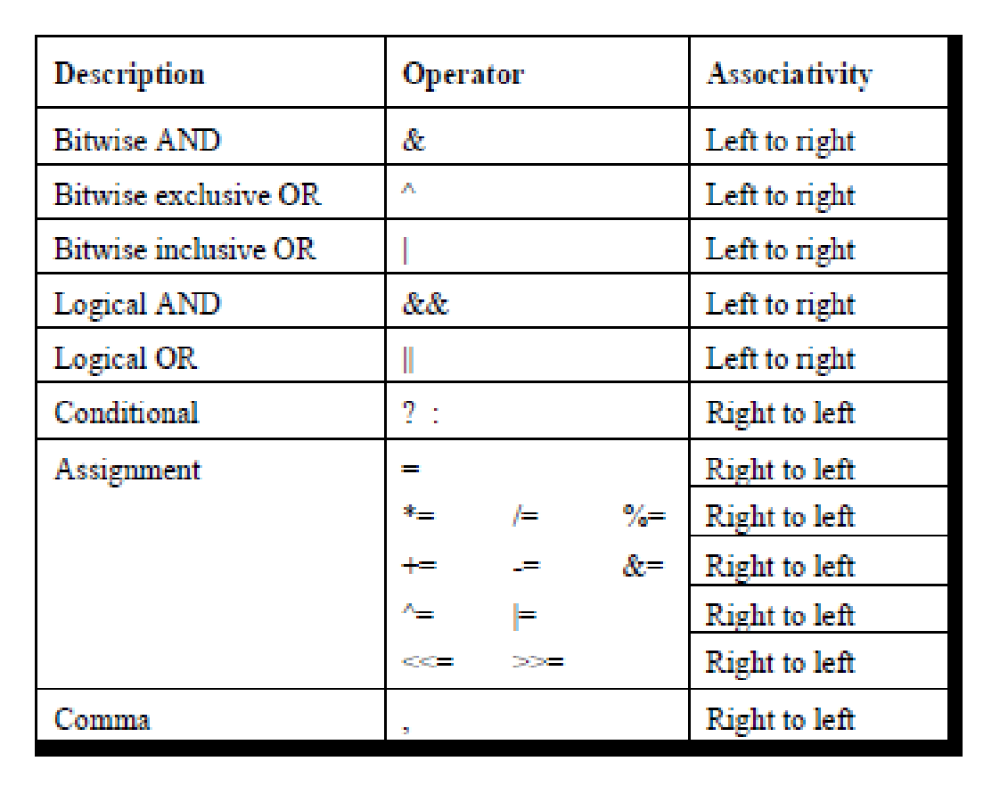 Description Operator Associativity
Bitwise AND & Left to right
Bitwise exclusive OR ^ Left to right
Bitwise inclusive OR | Left to right
Logical AND && Left to right
Logical OR || Left to right
Conditional ? : Right to left
Assignment = Right to left
*= /= %= Right to left
+= -= &= Right to left
^= |= Right to left
<<= >>= Right to left
Comma , Right to left